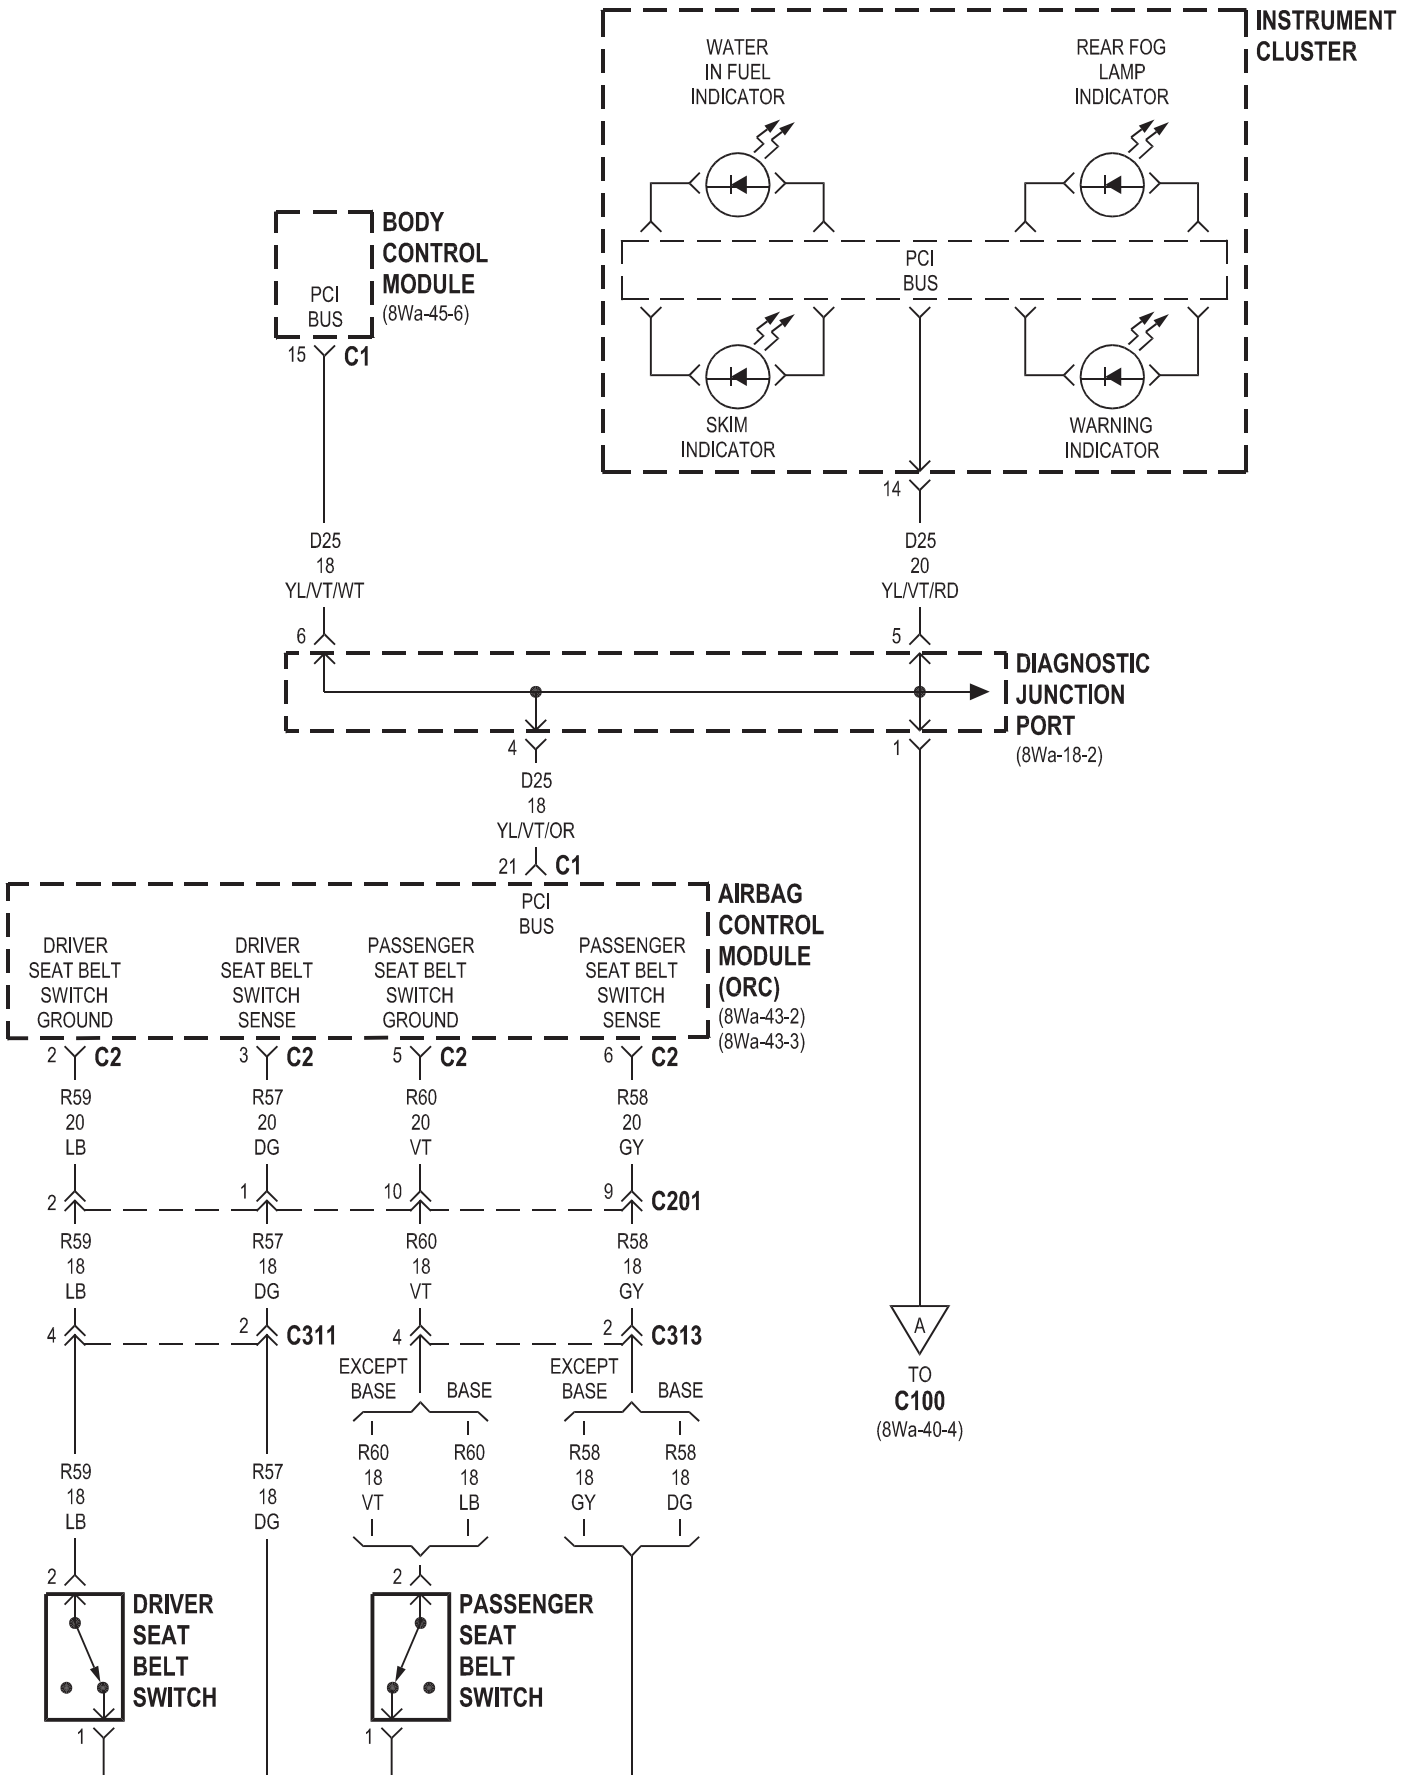 INSTRUMENT
CLUSTER
WATER
IN FUEL
INDICATOR
REAR FOG
LAMP
INDICATOR
PCI
BUS
SKIM
INDICATOR
WARNING
INDICATOR
14
BODY
CONTROL
MODULE
(8Wa-45-6)
PCI
BUS
15 C1
D25
18
YL/VT/WT
D25
20
YL/VT/RD
6
5
DIAGNOSTIC
JUNCTION
PORT
(8Wa-18-2)
4
1
D25
18
YL/VT/OR
21 C1
AIRBAG
CONTROL
MODULE
(ORC)
(8Wa-43-2)
(8Wa-43-3)
PCI
BUS
DRIVER
SEAT BELT
SWITCH
GROUND
DRIVER
SEAT BELT
SWITCH
SENSE
PASSENGER
SEAT BELT
SWITCH
GROUND
PASSENGER
SEAT BELT
SWITCH
SENSE
2 C2
3 C2
5 C2
6 C2
R59
20
LB
R57
20
DG
R60
20
VT
R58
20
GY
2
1
10
9
C201
R59
18
LB
R57
18
DG
R60
18
VT
R58
18
GY
4
2 C311
4
2 C313
A
TO
C100
(8Wa-40-4)
EXCEPT
BASE
BASE
EXCEPT
BASE
BASE
R60
18
VT
R60
18
LB
R58
18
GY
R58
18
DG
R59
18
LB
R57
18
DG
2
DRIVER
SEAT
BELT
SWITCH
1
2
PASSENGER
SEAT
BELT
SWITCH
1